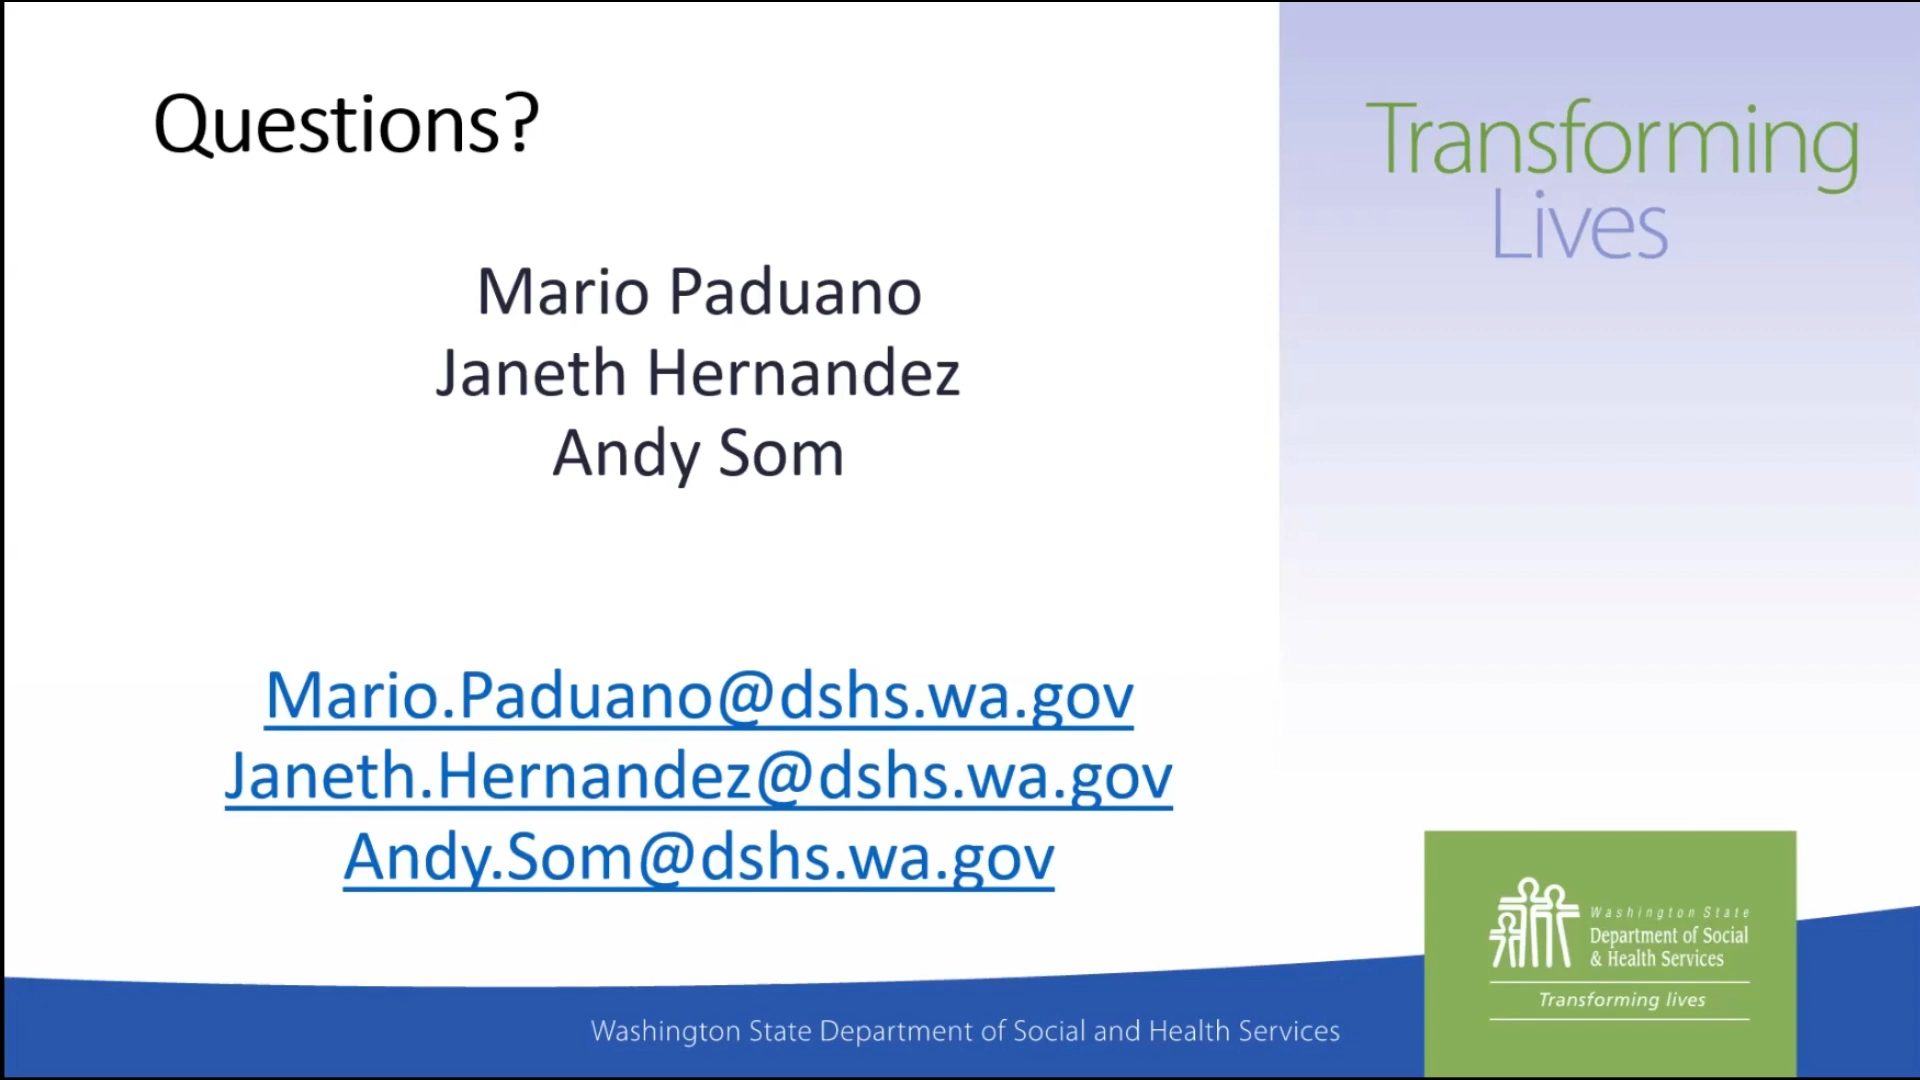 Questions?
Mario Paduano
Janeth Hernandez
Andy Som
Mario.Paduano@dshs.wa.gov
Janeth.Hernandez@dshs.wa.gov
Andy.Som@dshs.wa.gov
Transforming
Lives
Washington State
Department of Social
& Health Services
Transforming lives
Washington State Department of Social and Health Services